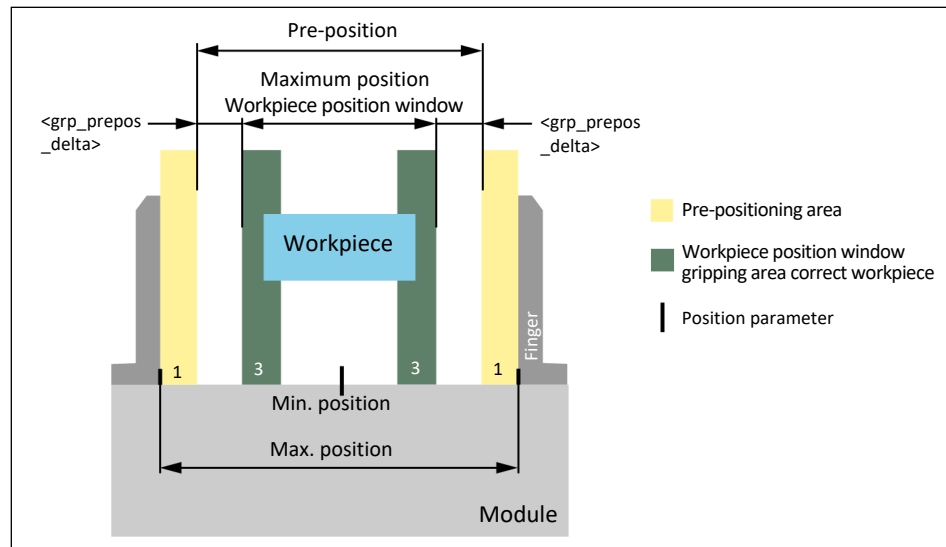 Pre-position
Maximum position
Workpiece position window
<grp_prepos
_delta>
<grp_prepos
_delta>
Workpiece
Pre-positioning area
Workpiece position window
gripping area correct workpiece
Position parameter
Finger
1
3
3
1
Min. position
Max. position
Module